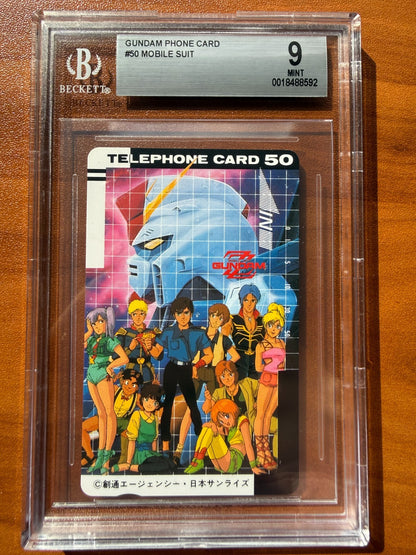 GUNDAM PHONE CARD
#50 MOBILE SUIT
9
MINT
0018488592
BECKETT®
TELEPHONE CARD 50
GUNDAM
©創通エージェンシー・日本サンライズ